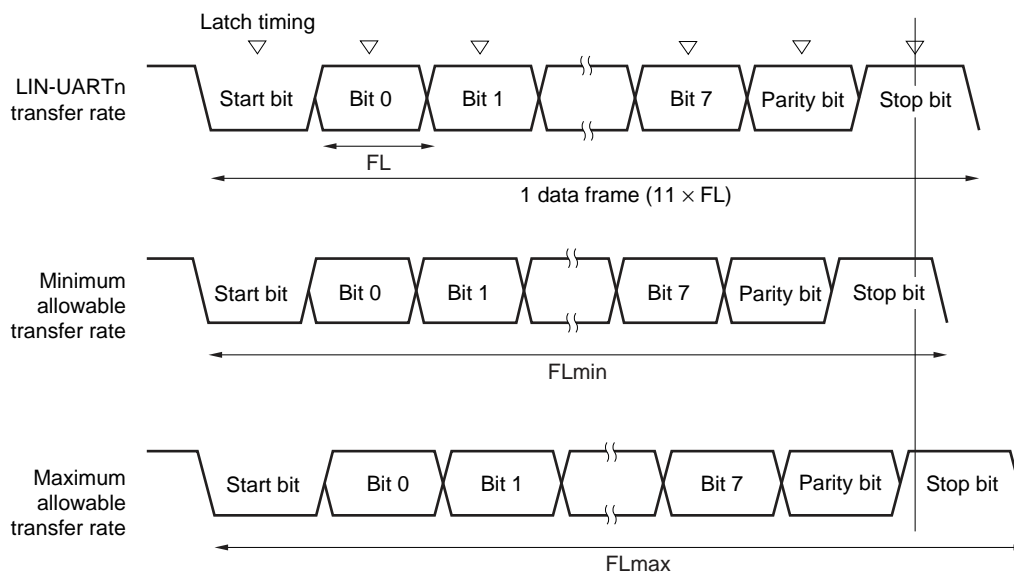 Latch timing
LIN-UARTn
transfer rate
Start bit
Bit 0
Bit 1
Bit 7
Parity bit
Stop bit
FL
1 data frame (11 × FL)
Minimum
allowable
transfer rate
Start bit
Bit 0
Bit 1
Bit 7
Parity bit
Stop bit
FLmin
Maximum
allowable
transfer rate
Start bit
Bit 0
Bit 1
Bit 7
Parity bit
Stop bit
FLmax